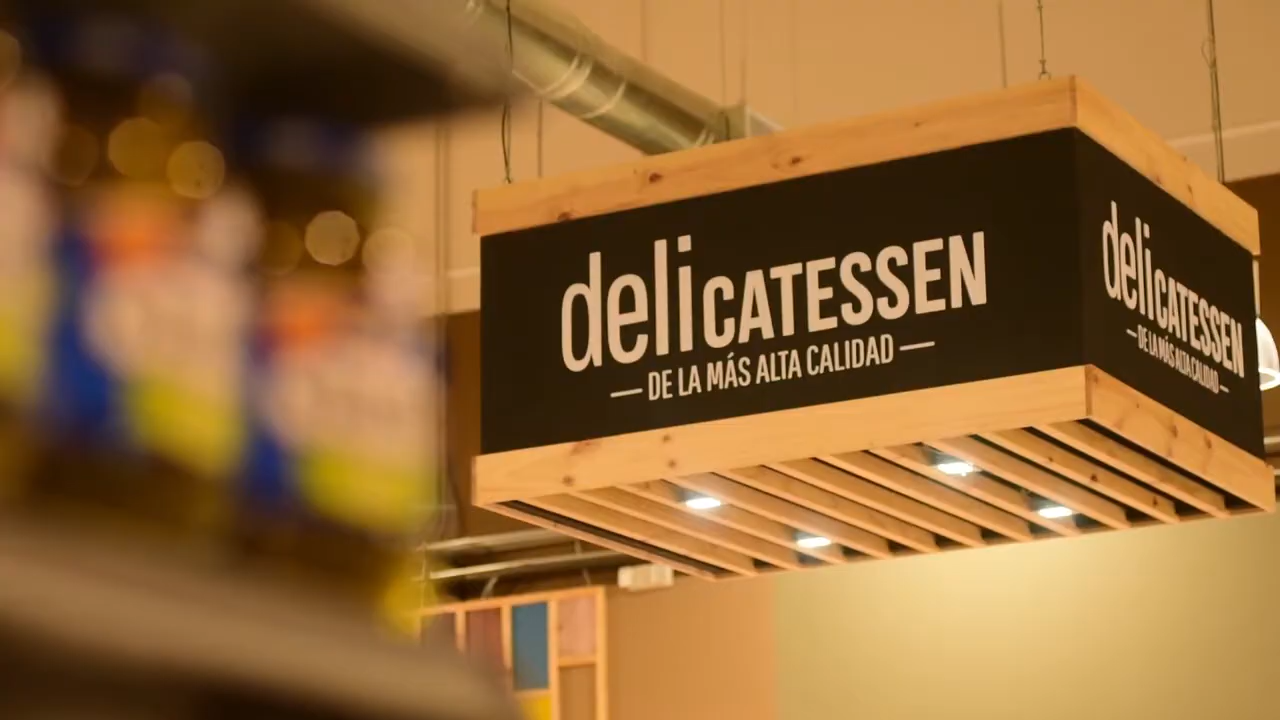 delicATESSEN
— DE LA MÁS ALTA CALIDAD —
delicATESSEN
— DE LA MÁS ALTA CALIDAD —